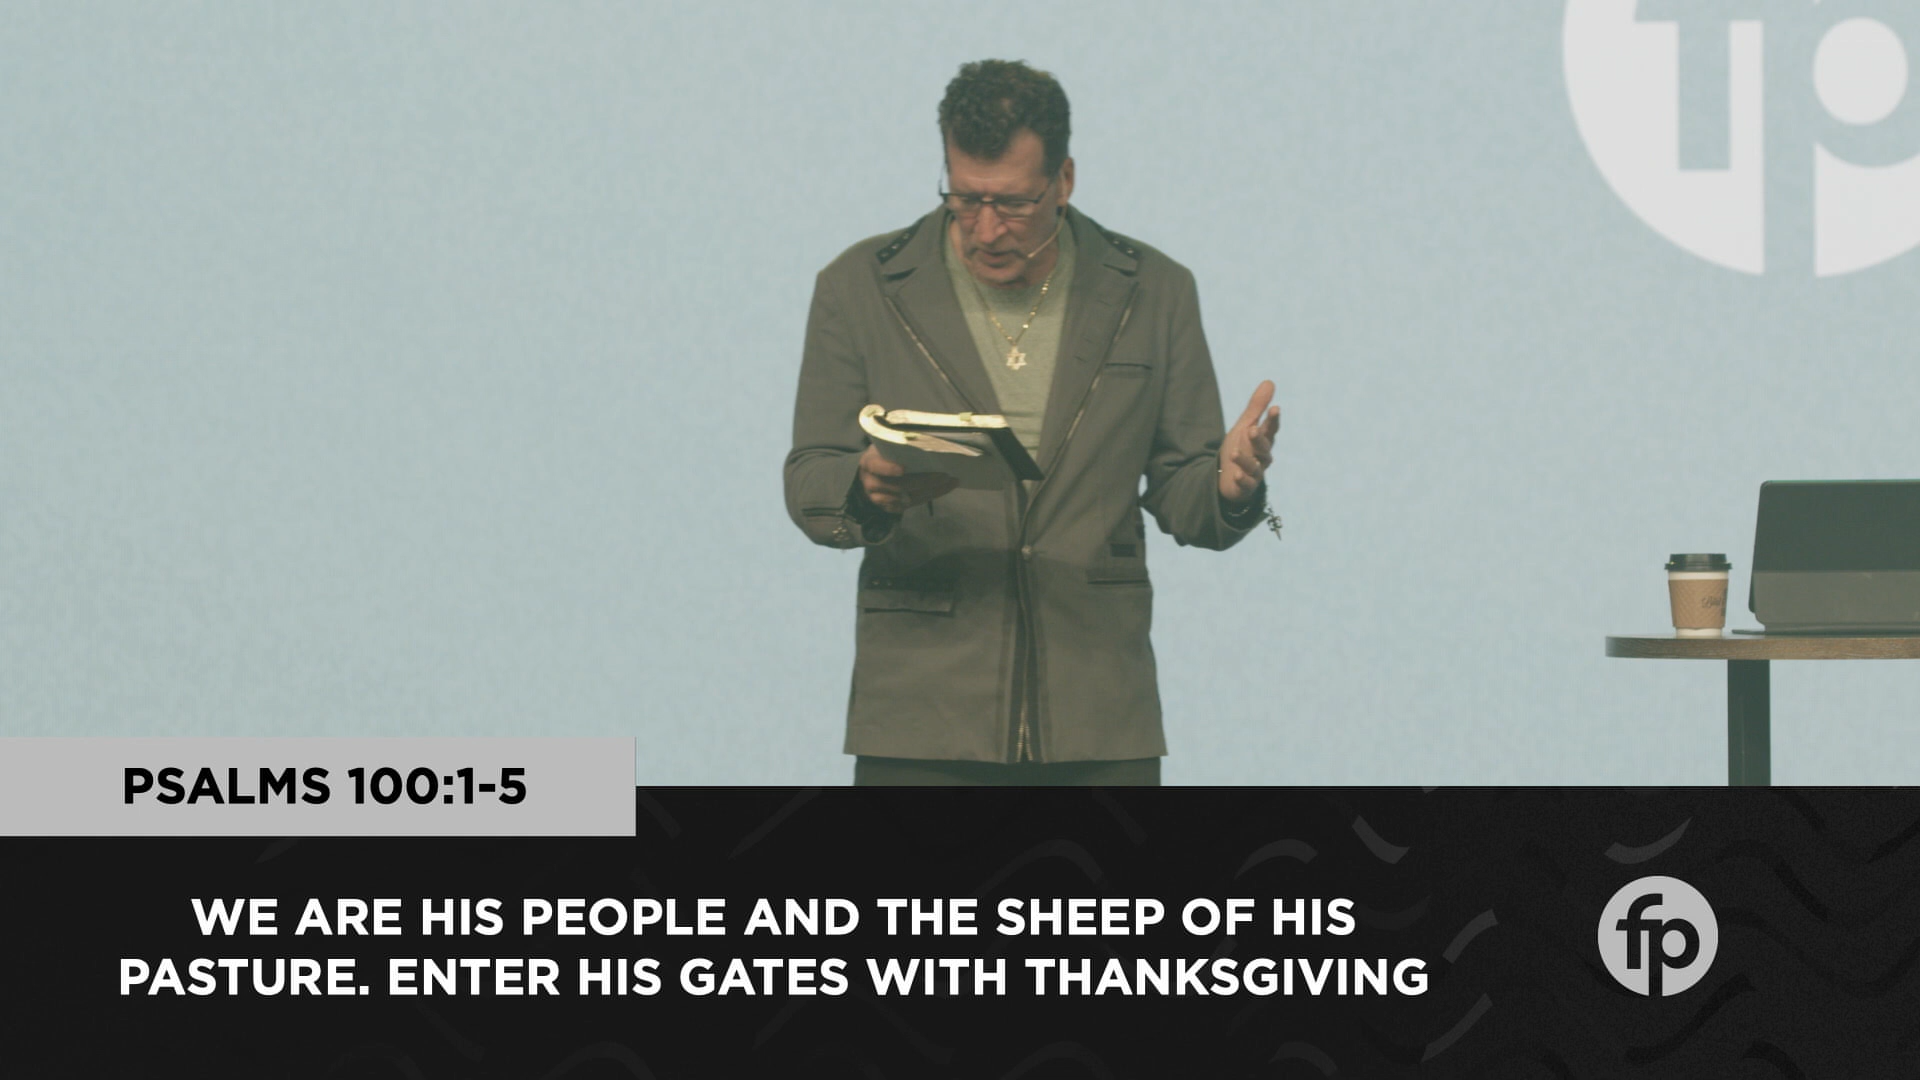 fp
PSALMS 100:1-5
WE ARE HIS PEOPLE AND THE SHEEP OF HIS
PASTURE. ENTER HIS GATES WITH THANKSGIVING
fp